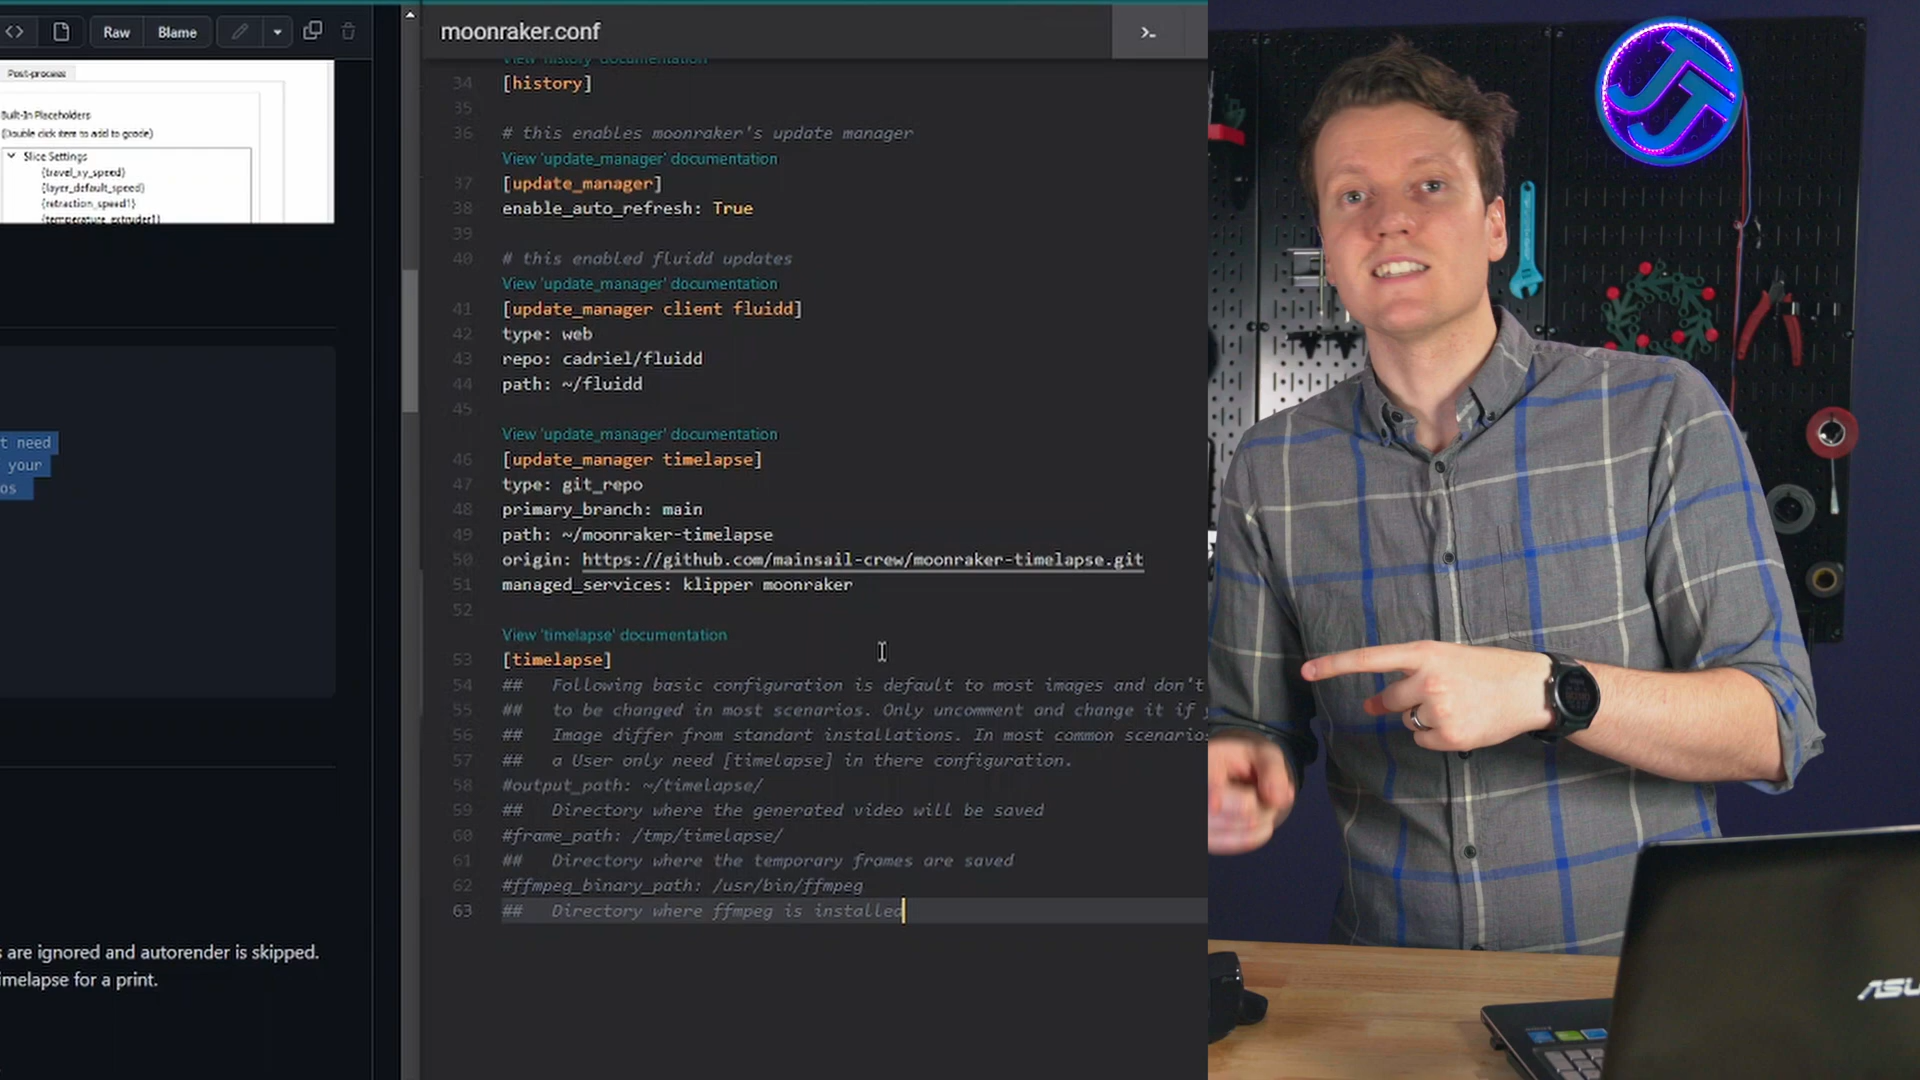 Raw
Blame
Post-process
Built-In Placeholders
(Double click item to add to gcode)
Slice Settings
{travel_xy_speed}
{layer_default_speed}
{retraction_speed1}
{temperature_extruder1}
t need
your
os
s are ignored and autorender is skipped.
imelapse for a print.
moonraker.conf
>_
View 'history' documentation
34 [history]
35
36 # this enables moonraker's update manager
View 'update_manager' documentation
37 [update_manager]
38 enable_auto_refresh: True
39
40 # this enabled fluidd updates
View 'update_manager' documentation
41 [update_manager client fluidd]
42 type: web
43 repo: cadriel/fluidd
44 path: ~/fluidd
45
View 'update_manager' documentation
46 [update_manager timelapse]
47 type: git_repo
48 primary_branch: main
49 path: ~/moonraker-timelapse
50 origin: https://github.com/mainsail-crew/moonraker-timelapse.git
51 managed_services: klipper moonraker
52
View 'timelapse' documentation
53 [timelapse]
54 ## Following basic configuration is default to most images and don't
55 ## to be changed in most scenarios. Only uncomment and change it if
56 ## Image differ from standart installations. In most common scenarios
57 ## a User only need [timelapse] in there configuration.
58 #output_path: ~/timelapse/
59 ## Directory where the generated video will be saved
60 #frame_path: /tmp/timelapse/
61 ## Directory where the temporary frames are saved
62 #ffmpeg_binary_path: /usr/bin/ffmpeg
63 ## Directory where ffmpeg is installed
JT
ASU